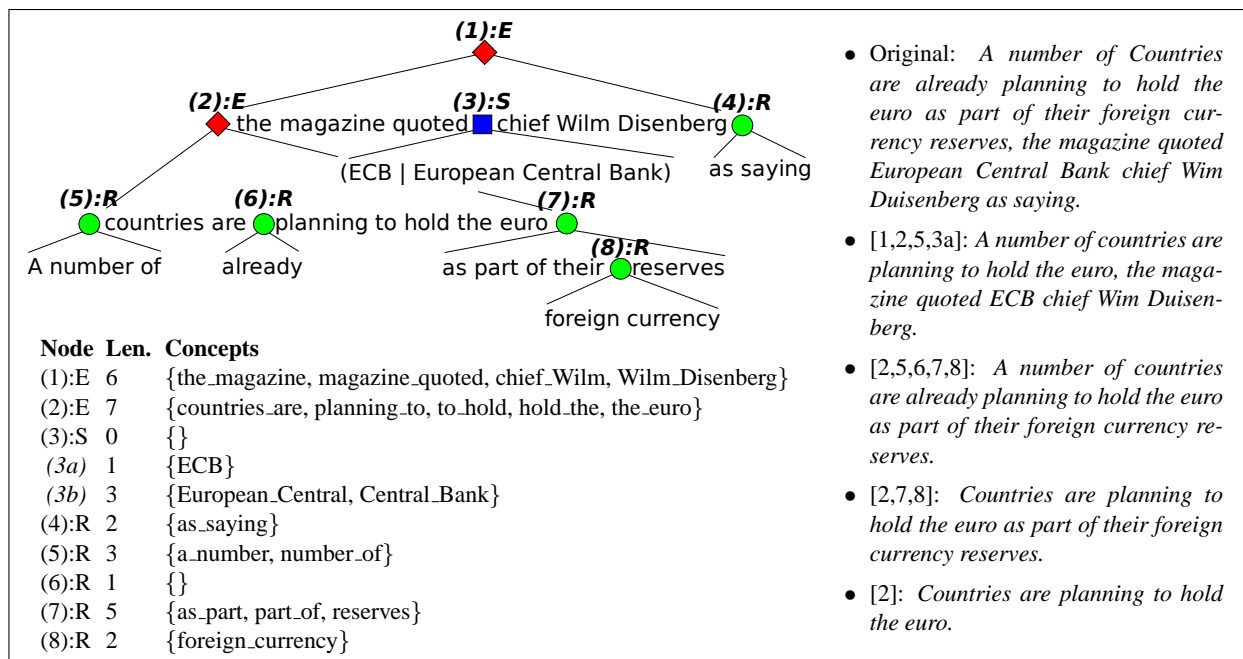 (1):E
(2):E
(3):S
(4):R
the magazine quoted chief Wilm Disenberg
(ECB | European Central Bank)
as saying
(5):R
(6):R
(7):R
countries are planning to hold the euro
(8):R
A number of
already
as part of their reserves
foreign currency
Node Len. Concepts
(1):E 6 {the_magazine, magazine_quoted, chief_Wilm, Wilm_Disenberg}
(2):E 7 {countries_are, planning_to, to_hold, hold_the, the_euro}
(3):S 0 {}
(3a) 1 {ECB}
(3b) 3 {European_Central, Central_Bank}
(4):R 2 {as_saying}
(5):R 3 {a_number, number_of}
(6):R 1 {}
(7):R 5 {as_part, part_of, reserves}
(8):R 2 {foreign_currency}
• Original: A number of Countries
are already planning to hold the
euro as part of their foreign cur-
rency reserves, the magazine quoted
European Central Bank chief Wim
Duisenberg as saying.
• [1,2,5,3a]: A number of countries are
planning to hold the euro, the maga-
zine quoted ECB chief Wim Duisen-
berg.
• [2,5,6,7,8]: A number of countries
are already planning to hold the euro
as part of their foreign currency re-
serves.
• [2,7,8]: Countries are planning to
hold the euro as part of their foreign
currency reserves.
• [2]: Countries are planning to hold
the euro.